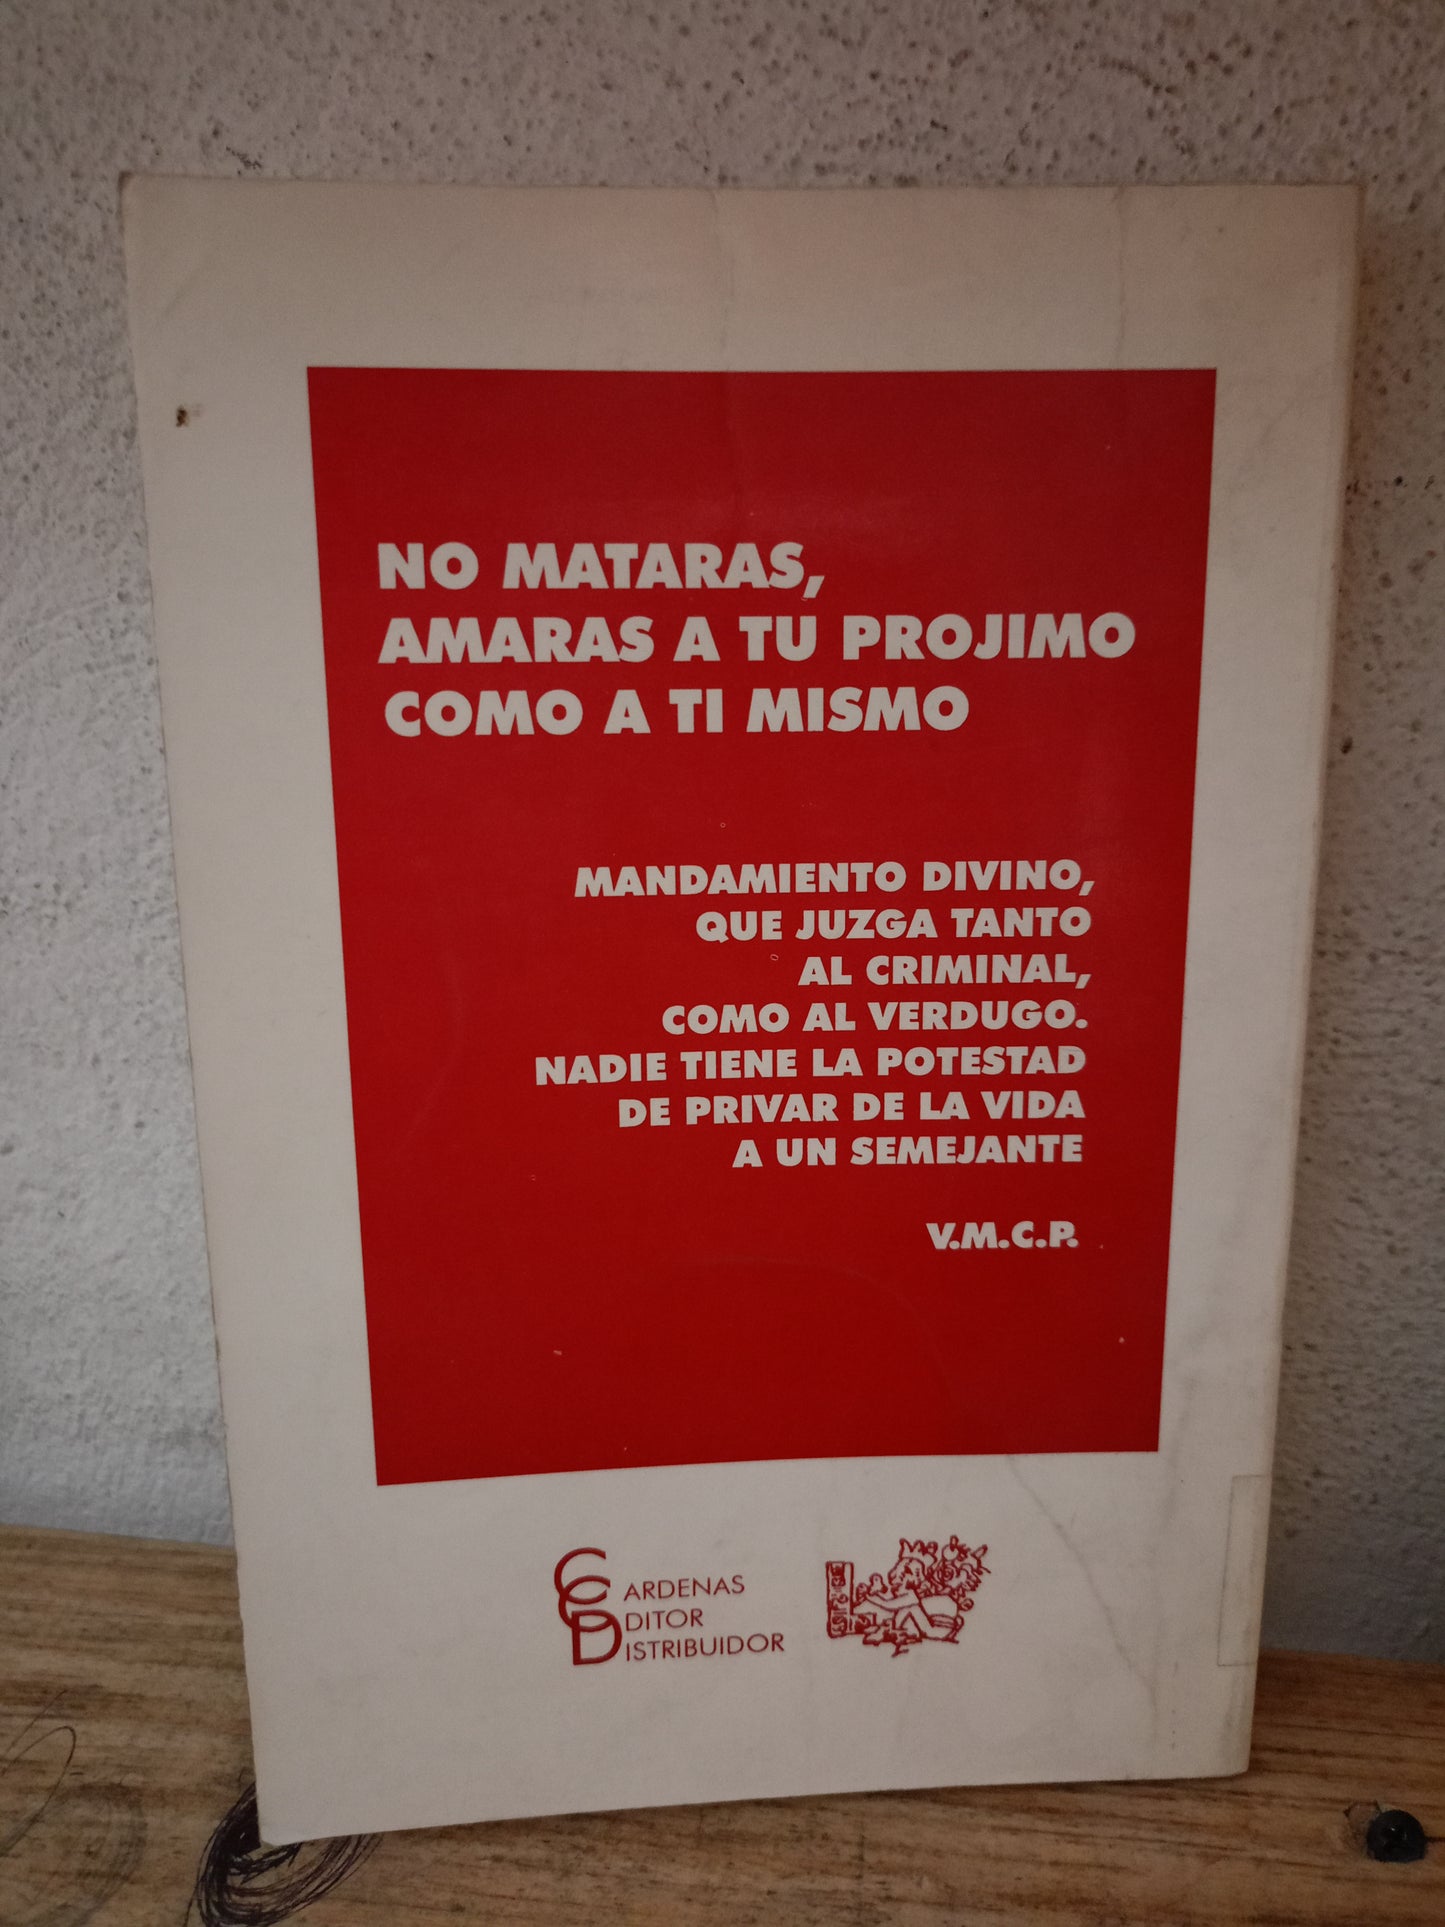 NO MATARAS,
AMARAS A TU PROJIMO
COMO A TI MISMO
MANDAMIENTO DIVINO,
QUE JUZGA TANTO
AL CRIMINAL,
COMO AL VERDUGO.
NADIE TIENE LA POTESTAD
DE PRIVAR DE LA VIDA
A UN SEMEJANTE
V.M.C.P.
CARDENAS
EDITOR
DISTRIBUIDOR